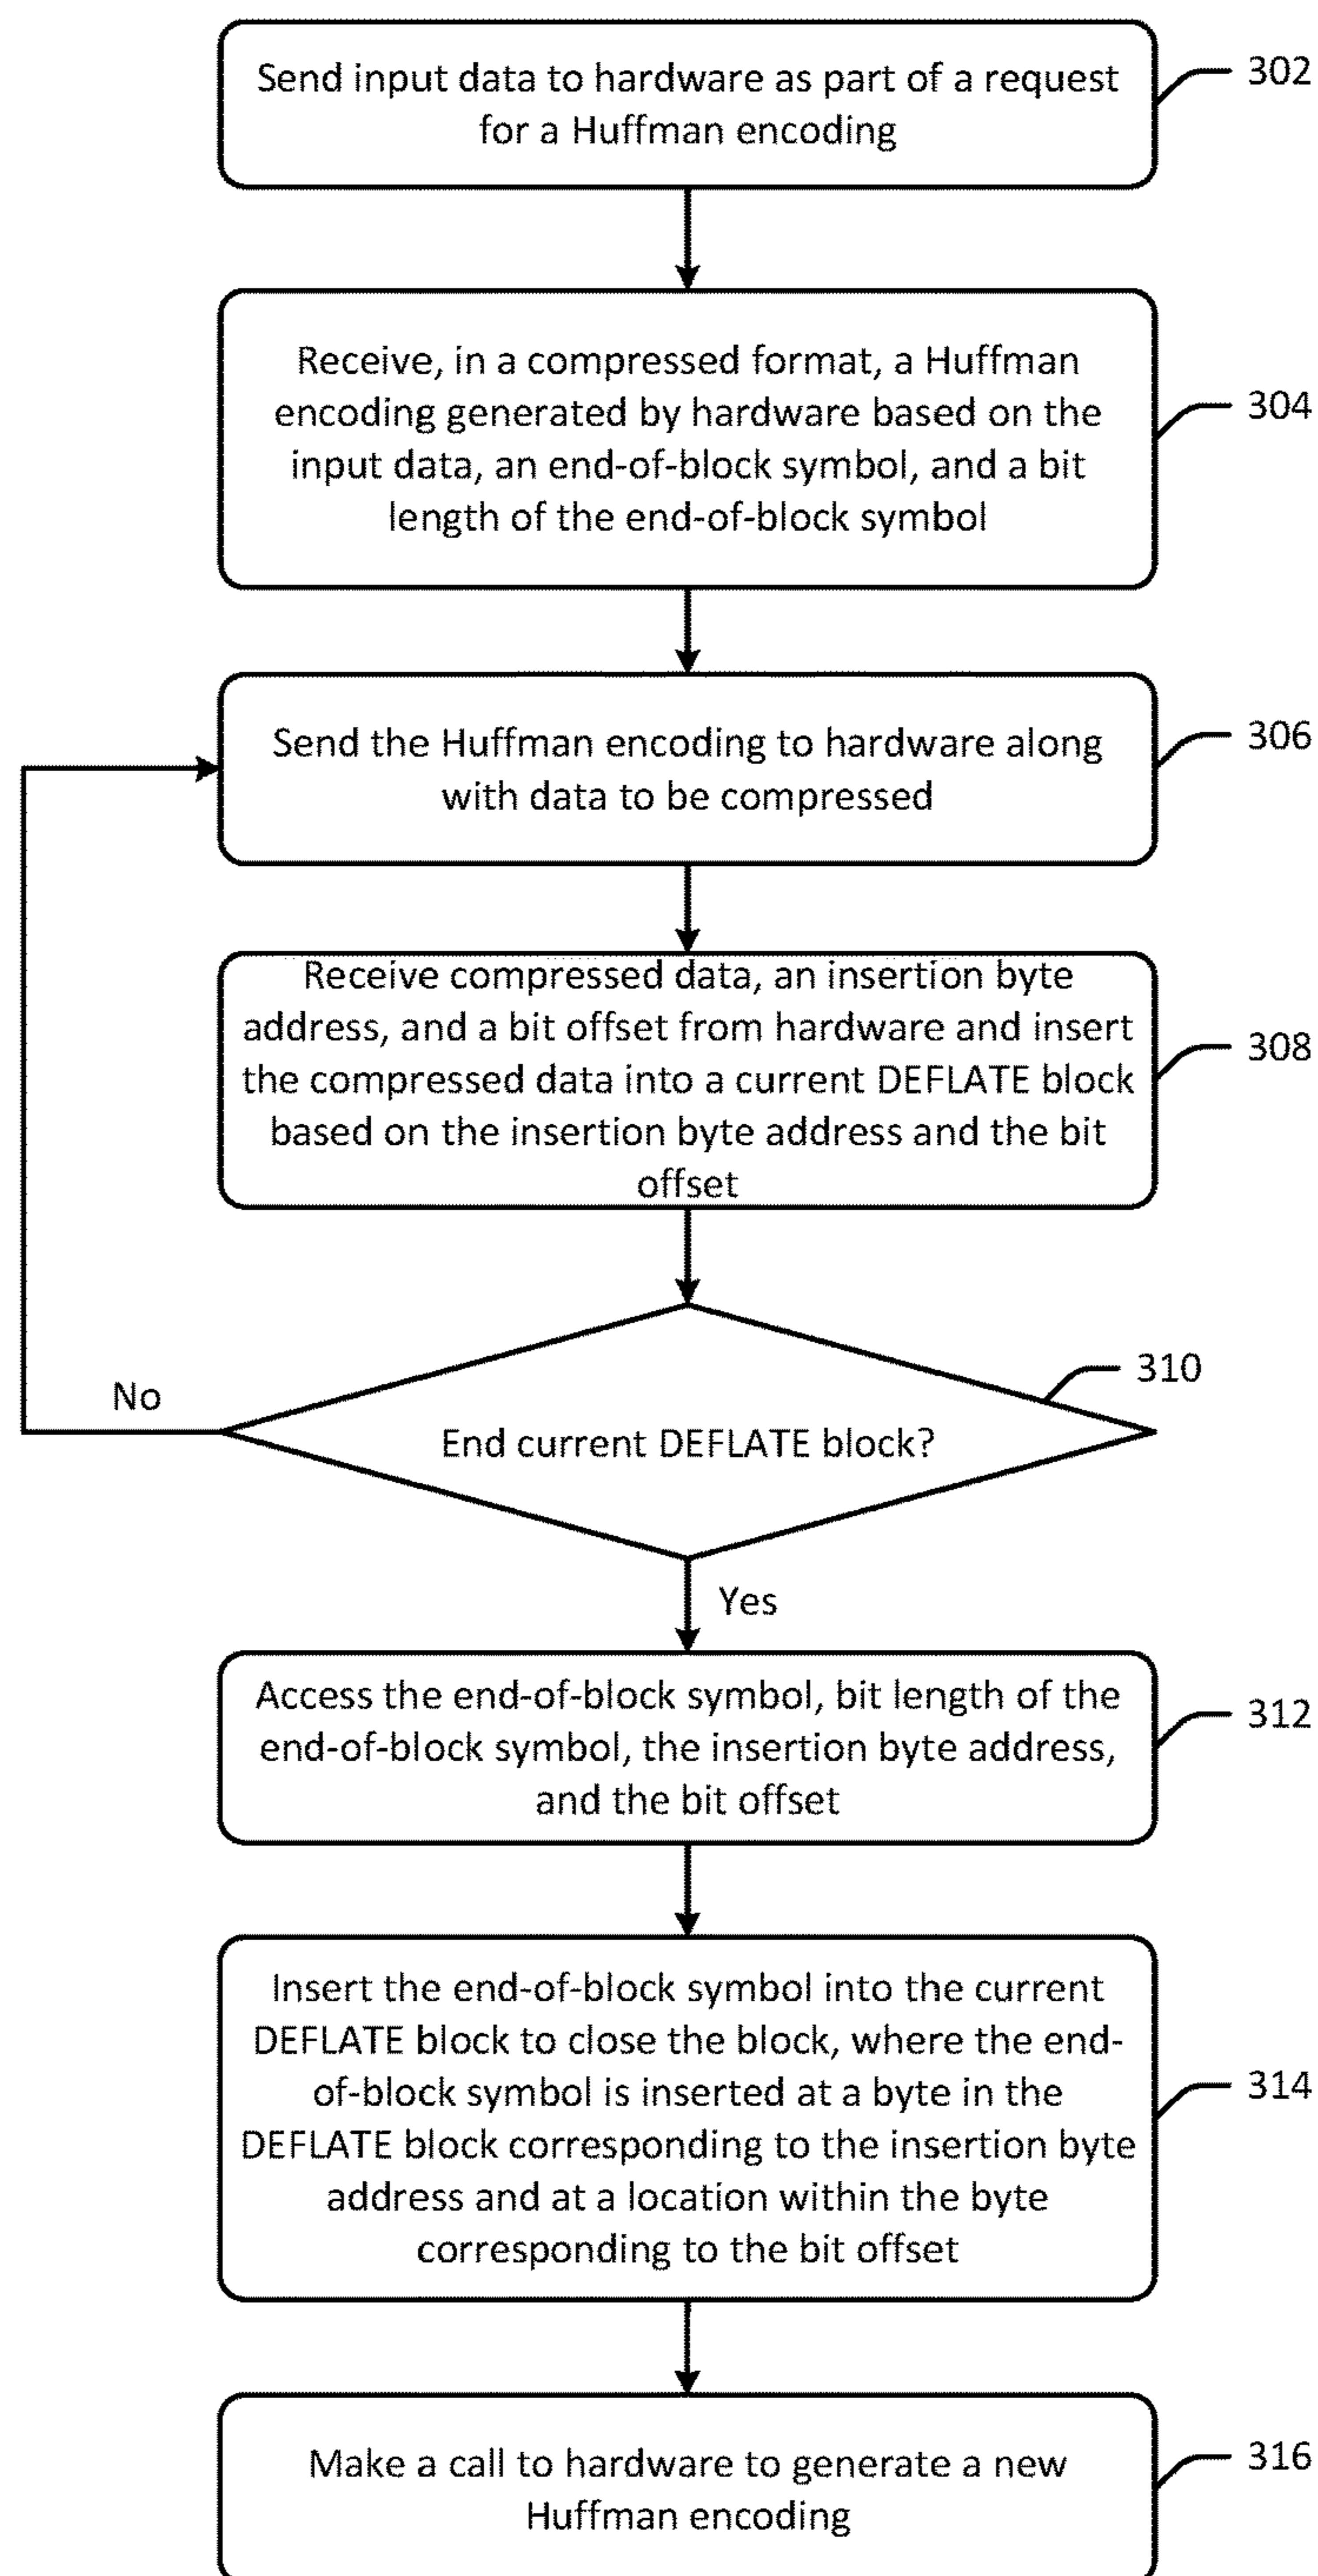 Send input data to hardware as part of a request
for a Huffman encoding
302
Receive, in a compressed format, a Huffman
encoding generated by hardware based on the
input data, an end-of-block symbol, and a bit
length of the end-of-block symbol
304
Send the Huffman encoding to hardware along
with data to be compressed
306
Receive compressed data, an insertion byte
address, and a bit offset from hardware and insert
the compressed data into a current DEFLATE block
based on the insertion byte address and the bit
offset
308
End current DEFLATE block?
310
No
Yes
Access the end-of-block symbol, bit length of the
end-of-block symbol, the insertion byte address,
and the bit offset
312
Insert the end-of-block symbol into the current
DEFLATE block to close the block, where the end-
of-block symbol is inserted at a byte in the
DEFLATE block corresponding to the insertion byte
address and at a location within the byte
corresponding to the bit offset
314
Make a call to hardware to generate a new
Huffman encoding
316